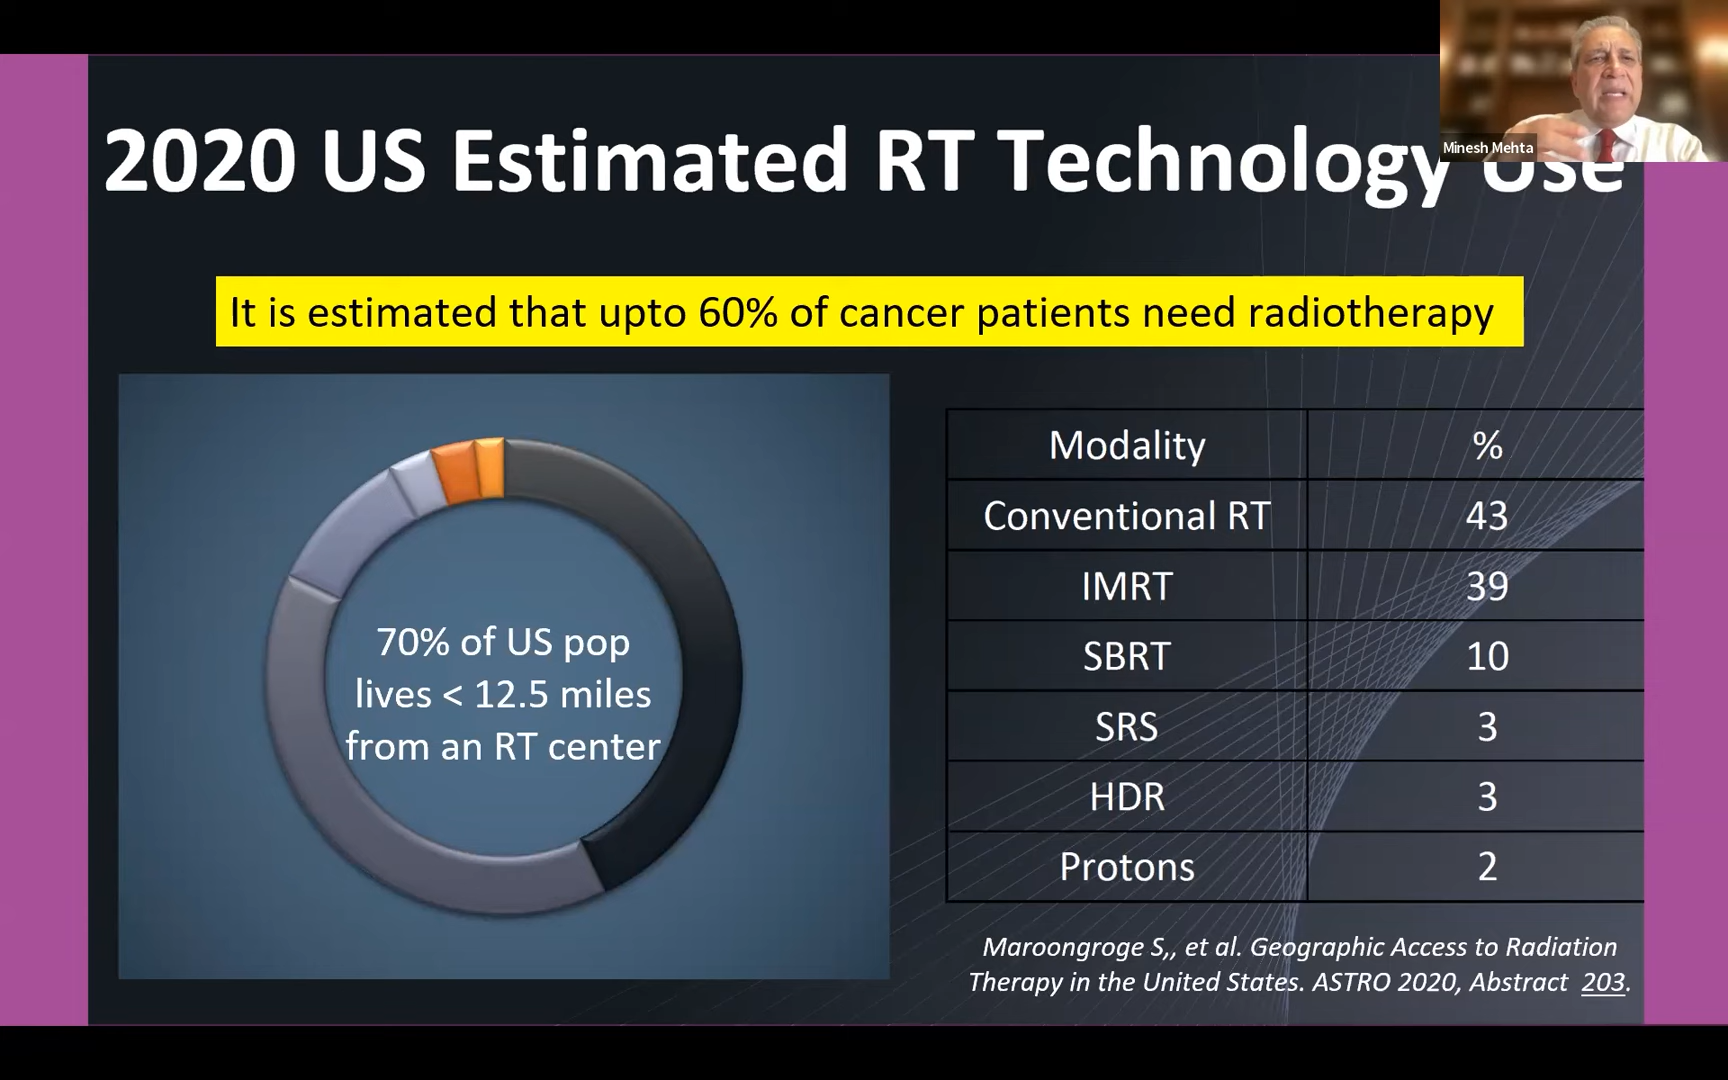 2020 US Estimated RT Technology Use
Minesh Mehta
It is estimated that upto 60% of cancer patients need radiotherapy
70% of US pop
lives < 12.5 miles
from an RT center
Modality %
Conventional RT 43
IMRT 39
SBRT 10
SRS 3
HDR 3
Protons 2
Maroongroge S,, et al. Geographic Access to Radiation
Therapy in the United States. ASTRO 2020, Abstract 203.